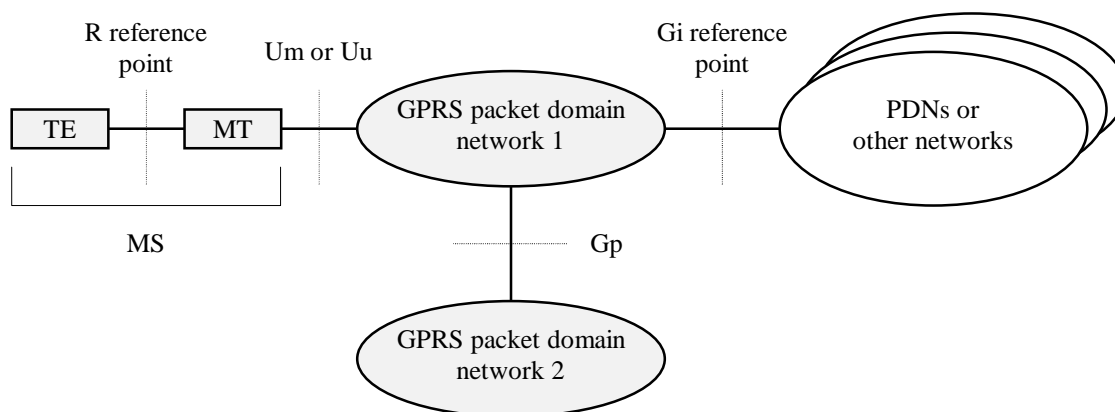 R reference
point
Um or Uu
Gi reference
point
TE
MT
GPRS packet domain
network 1
PDNs or
other networks
MS
Gp
GPRS packet domain
network 2